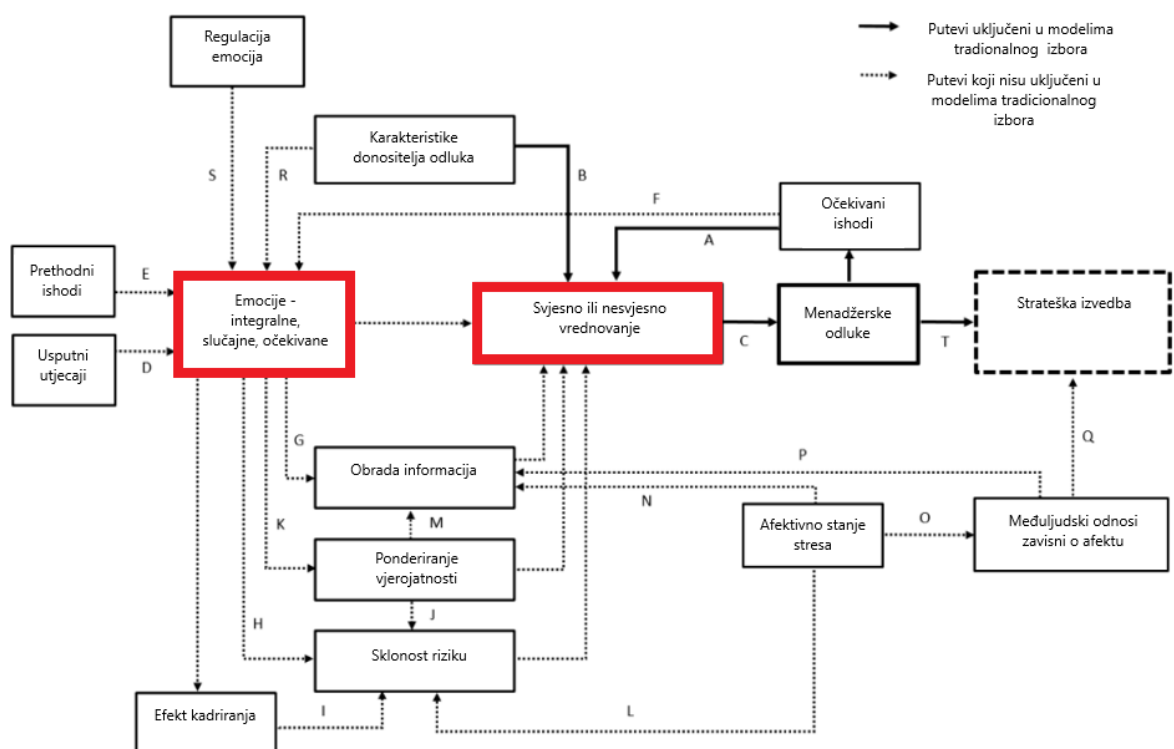 Regulacija
emocija
Putevi uključeni u modelima
tradionalnog izbora
Putevi koji nisu uključeni u
modelima tradicionalnog
izbora
Karakteristike
donositelja odluka
S
R
B
F
A
Očekivani
ishodi
Prethodni
ishodi
E
Emocije -
integralne,
slučajne, očekivane
Svjesno ili nesvjesno
vrednovanje
C
Menadžerske
odluke
T
Strateška izvedba
Usputni
utjecaji
D
G
Obrada informacija
P
Q
N
K
M
Afektivno stanje
stresa
O
Međuljudski odnosi
zavisni o afektu
Ponderiranje
vjerojatnosti
H
J
Sklonost riziku
Efekt kadriranja
I
L